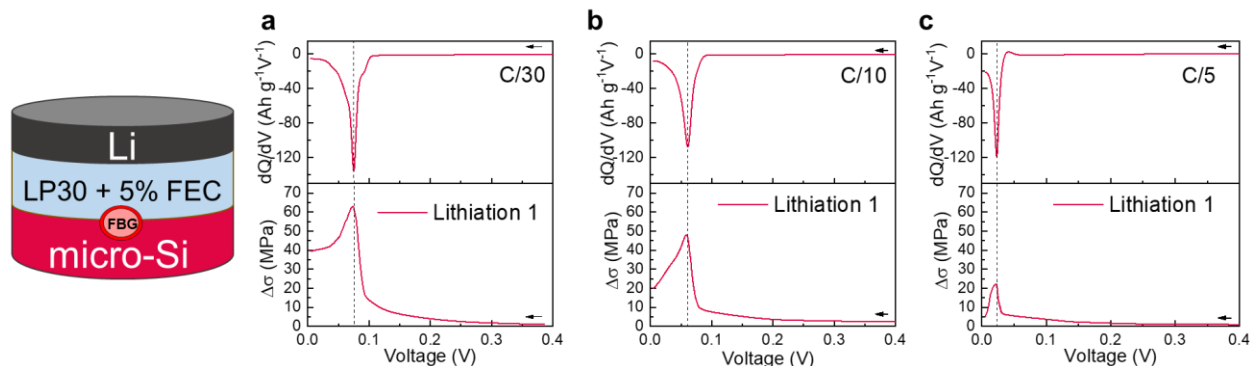 Li
LP30 + 5% FEC
FBG
micro-Si
a
0
-40
-80
-120
dQ/dV (Ah g⁻¹V⁻¹)
C/30
70
60
50
40
30
20
10
0
Δσ (MPa)
Lithiation 1
0.0 0.1 0.2 0.3 0.4
Voltage (V)
b
0
-40
-80
-120
dQ/dV (Ah g⁻¹V⁻¹)
C/10
70
60
50
40
30
20
10
0
Δσ (MPa)
Lithiation 1
0.0 0.1 0.2 0.3 0.4
Voltage (V)
c
0
-40
-80
-120
dQ/dV (Ah g⁻¹V⁻¹)
C/5
70
60
50
40
30
20
10
0
Δσ (MPa)
Lithiation 1
0.0 0.1 0.2 0.3 0.4
Voltage (V)